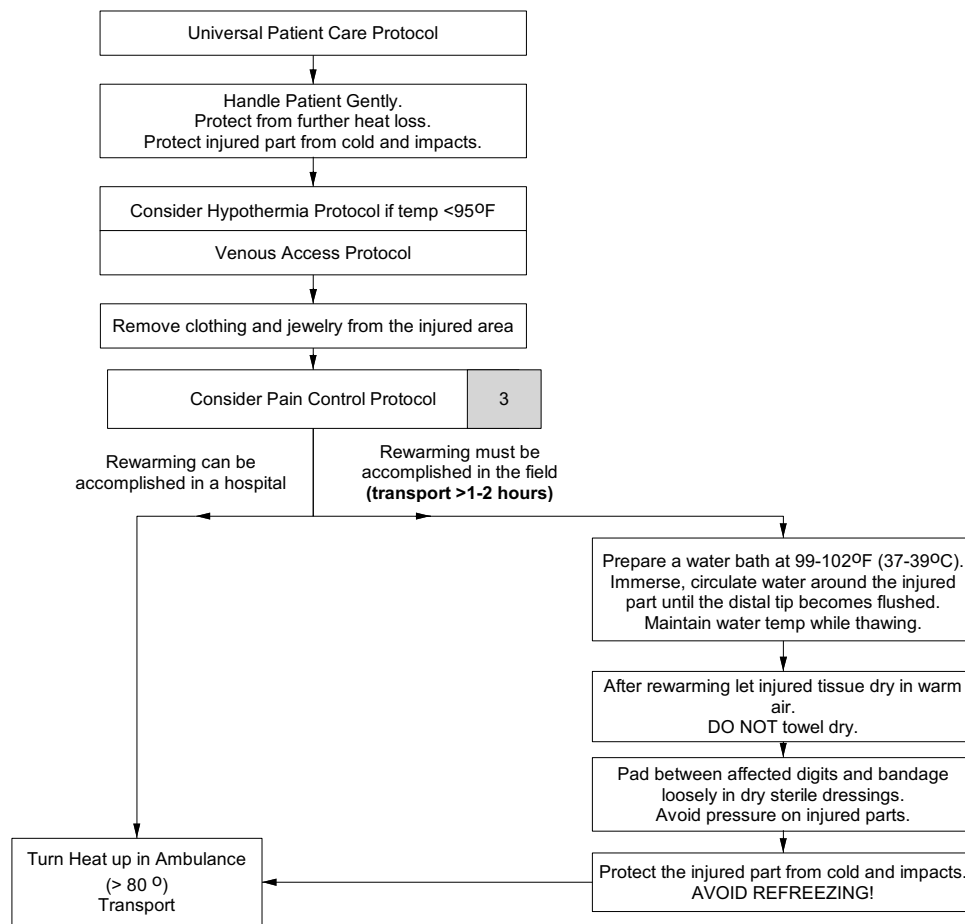 Universal Patient Care Protocol
Handle Patient Gently.
Protect from further heat loss.
Protect injured part from cold and impacts.
Consider Hypothermia Protocol if temp <95ºF
Venous Access Protocol
Remove clothing and jewelry from the injured area
Consider Pain Control Protocol
3
Rewarming can be
accomplished in a hospital
Rewarming must be
accomplished in the field
(transport >1-2 hours)
Prepare a water bath at 99-102ºF (37-39ºC).
Immerse, circulate water around the injured
part until the distal tip becomes flushed.
Maintain water temp while thawing.
After rewarming let injured tissue dry in warm
air.
DO NOT towel dry.
Pad between affected digits and bandage
loosely in dry sterile dressings.
Avoid pressure on injured parts.
Protect the injured part from cold and impacts.
AVOID REFREEZING!
Turn Heat up in Ambulance
(> 80 º)
Transport